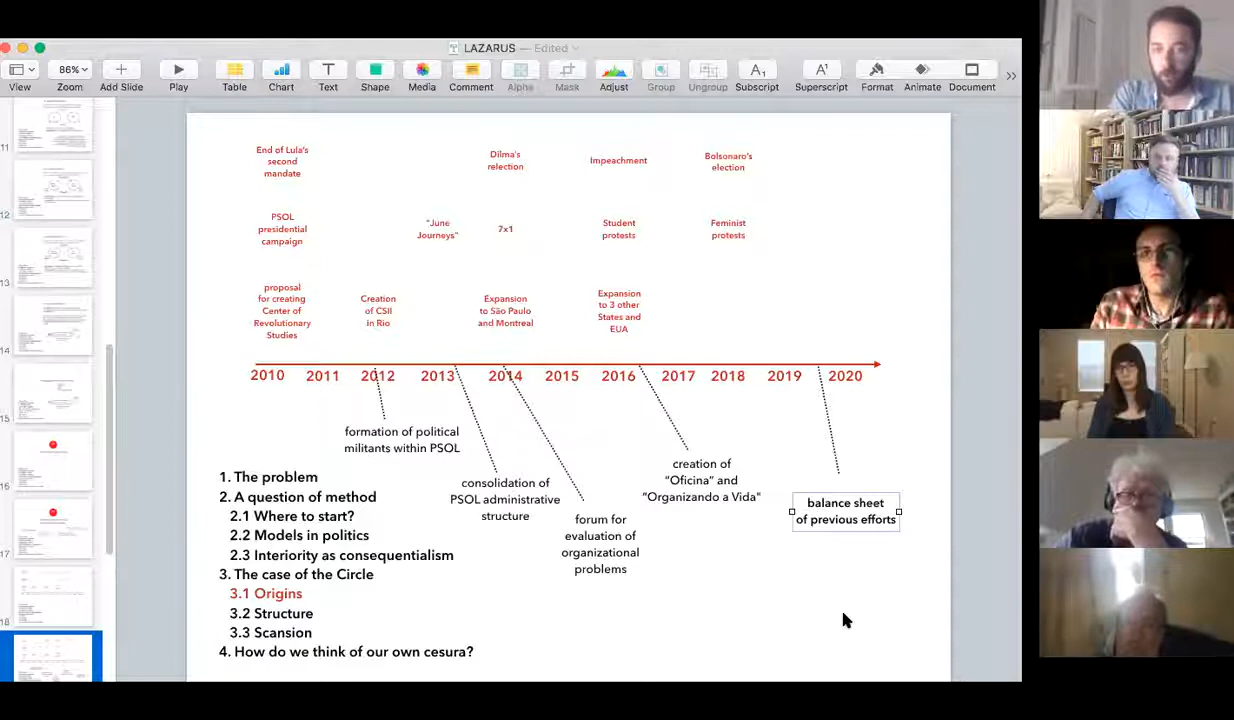 LAZARUS — Edited
86%
View
Zoom
Add Slide
Play
Table
Chart
Text
Shape
Media
Comment
Alpha
Mask
Adjust
Group
Ungroup
Subscript
Superscript
Format
Animate
Document
11
12
13
14
15
16
17
18
End of Lula's
second
mandate
Dilma's
relection
Impeachment
Bolsonaro's
election
PSOL
presidential
campaign
"June
Journeys"
7x1
Student
protests
Feminist
protests
proposal
for creating
Center of
Revolutionary
Studies
Creation
of CSII
in Rio
Expansion
to São Paulo
and Montreal
Expansion
to 3 other
States and
EUA
2010 2011 2012 2013 2014 2015 2016 2017 2018 2019 2020
formation of political
militants within PSOL
consolidation of
PSOL administrative
structure
forum for
evaluation of
organizational
problems
creation of
"Oficina" and
"Organizando a Vida"
balance sheet
of previous efforts
1. The problem
2. A question of method
2.1 Where to start?
2.2 Models in politics
2.3 Interiority as consequentialism
3. The case of the Circle
3.1 Origins
3.2 Structure
3.3 Scansion
4. How do we think of our own cesura?